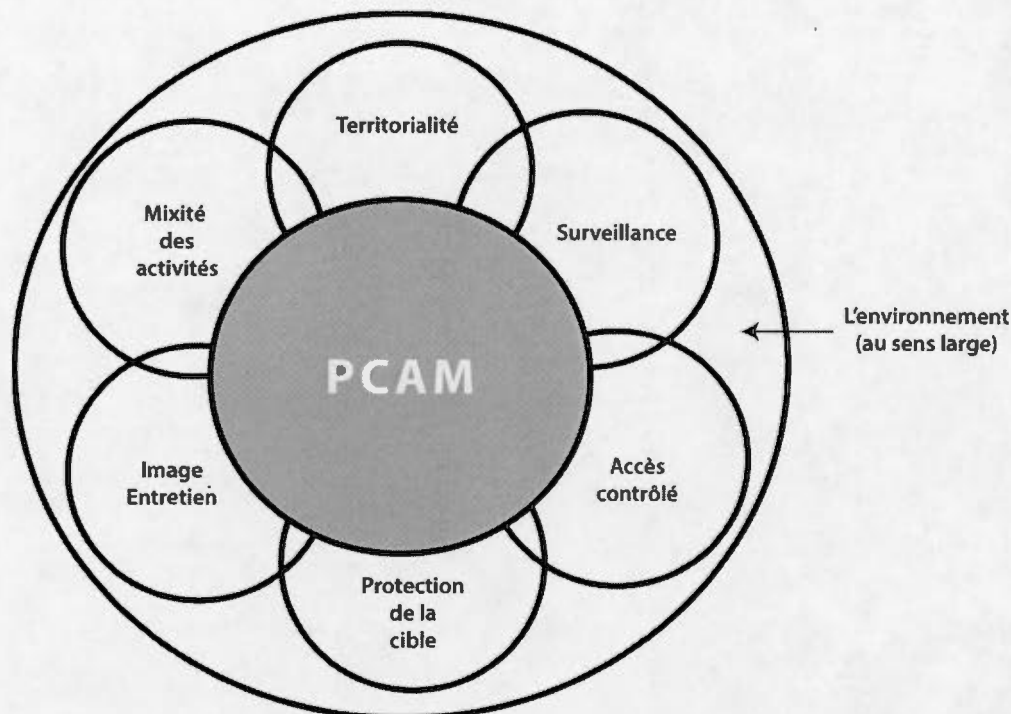 Territorialité
Mixité
des
activités
Surveillance
L'environnement
(au sens large)
PCAM
Image
Entretien
Accès
contrôlé
Protection
de la
cible